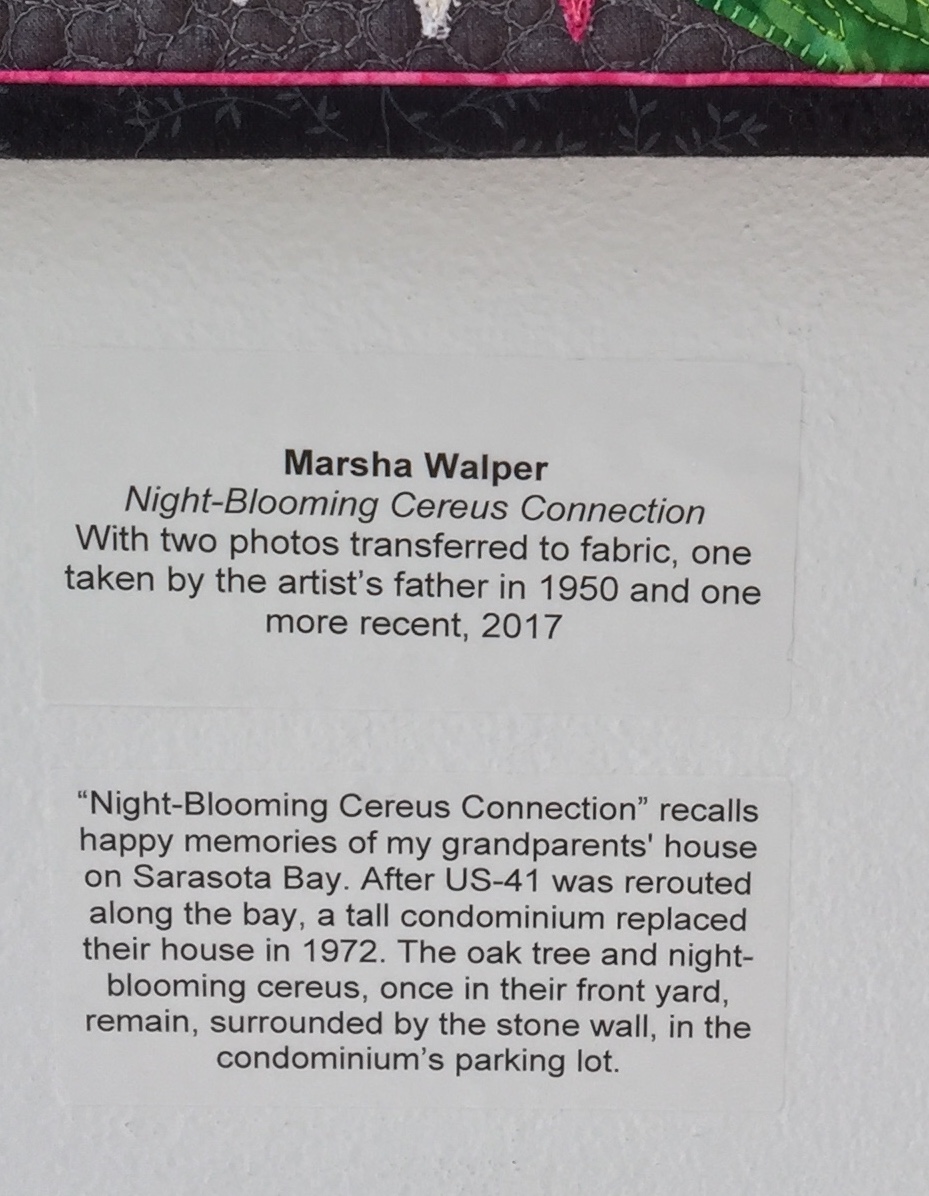 Marsha Walper
Night-Blooming Cereus Connection
With two photos transferred to fabric, one
taken by the artist's father in 1950 and one
more recent, 2017
“Night-Blooming Cereus Connection” recalls
happy memories of my grandparents' house
on Sarasota Bay. After US-41 was rerouted
along the bay, a tall condominium replaced
their house in 1972. The oak tree and night-
blooming cereus, once in their front yard,
remain, surrounded by the stone wall, in the
condominium’s parking lot.